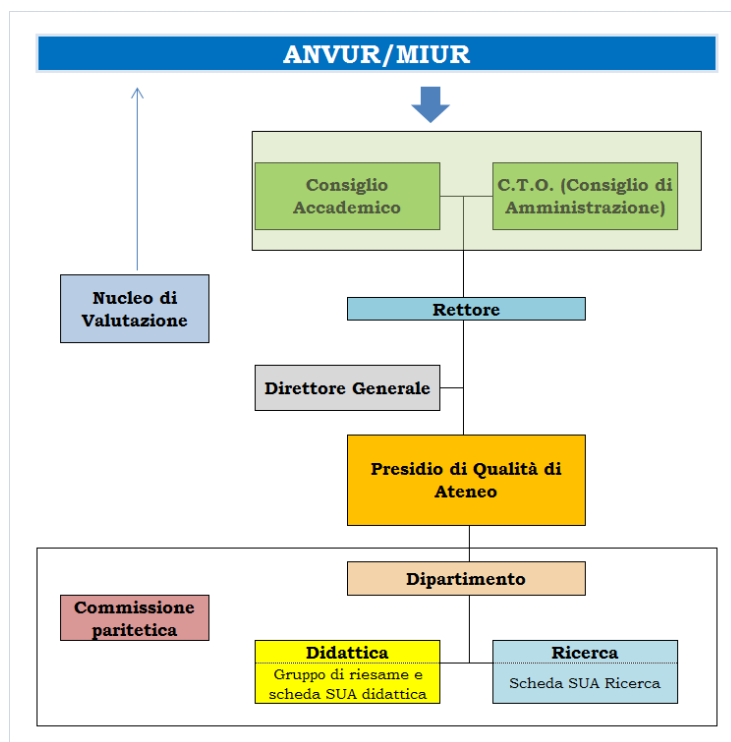 ANVUR/MIUR
Consiglio
Accademico
C.T.O. (Consiglio di
Amministrazione)
Nucleo di
Valutazione
Rettore
Direttore Generale
Presidio di Qualità di
Ateneo
Dipartimento
Commissione
paritetica
Didattica
Gruppo di riesame e
scheda SUA didattica
Ricerca
Scheda SUA Ricerca